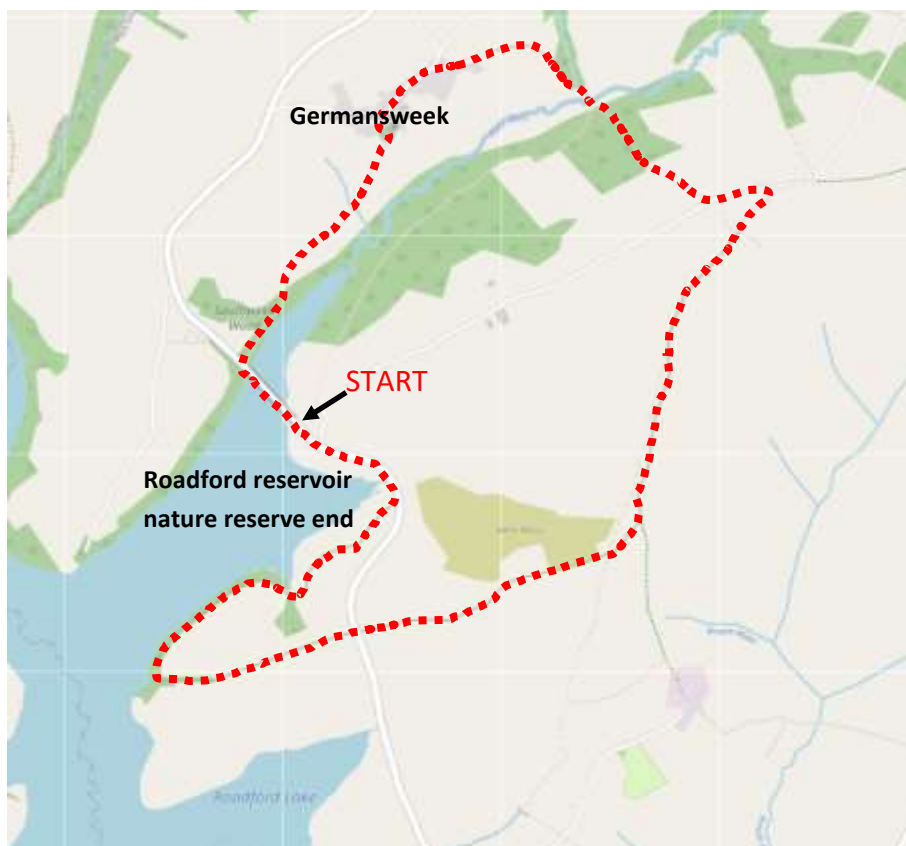 Germansweek
START
Roadford reservoir
nature reserve end
Roadford Lake